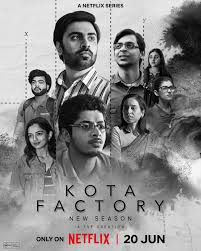 A NETFLIX SERIES
KOTA
FACTORY
NEW SEASON
A TVF CREATION
ONLY ON NETFLIX | 20 JUN